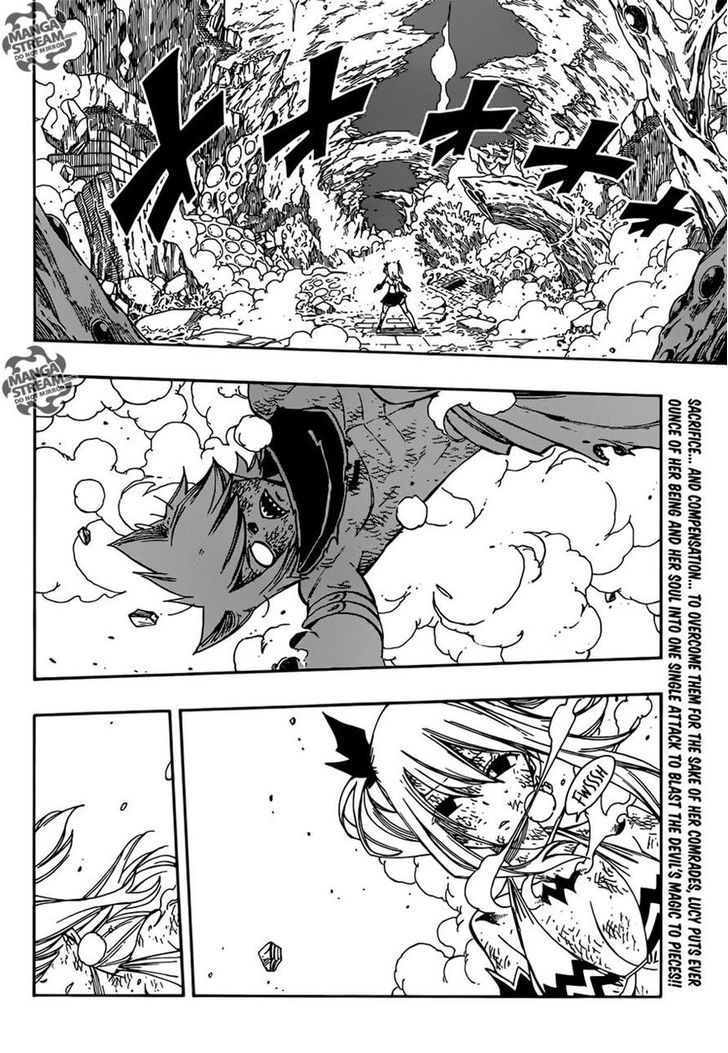 MANGA
STREAM
DO NOT MIRROR
MANGA
STREAM
DO NOT MIRROR
SACRIFICE... AND COMPENSATION... TO OVERCOME THEM FOR THE SAKE OF HER COMRADES, LUCY PUTS EVER
OUNCE OF HER BEING AND HER SOUL INTO ONE SINGLE ATTACK TO BLAST THE DEVIL'S MAGIC TO PIECES!!
FWSSSH